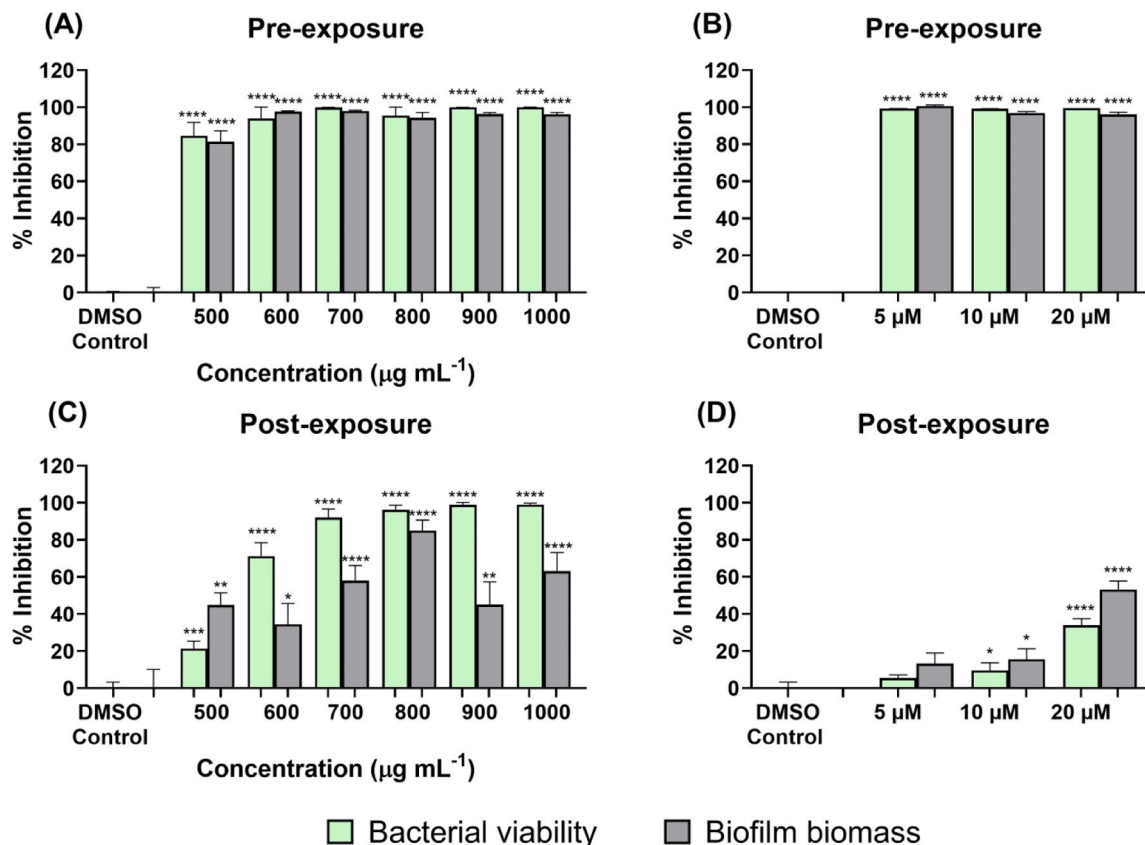 (A)
Pre-exposure
% Inhibition
120
100
80
60
40
20
0
**** **** **** **** **** **** **** **** **** **** **** ****
DMSO Control 500 600 700 800 900 1000
Concentration (µg mL⁻¹)
(B)
Pre-exposure
% Inhibition
120
100
80
60
40
20
0
**** **** **** **** **** ****
DMSO Control 5 µM 10 µM 20 µM
(C)
Post-exposure
% Inhibition
120
100
80
60
40
20
0
*** ** **** * **** **** **** **** **** ** **** ****
DMSO Control 500 600 700 800 900 1000
Concentration (µg mL⁻¹)
(D)
Post-exposure
% Inhibition
120
100
80
60
40
20
0
* * **** ****
DMSO Control 5 µM 10 µM 20 µM
Bacterial viability Biofilm biomass